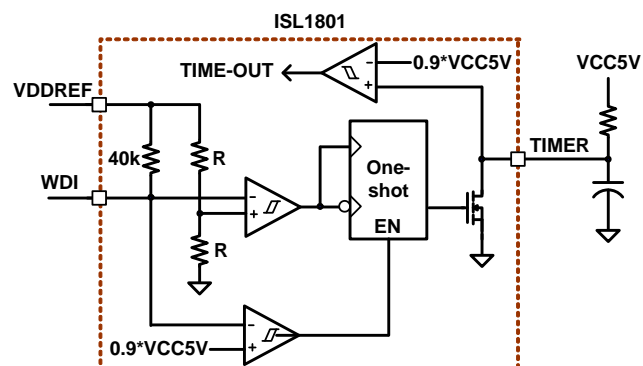 ISL1801
VDDREF
40k
WDI
R
R
TIME-OUT
-
0.9*VCC5V
+
-
+
One-
shot
EN
-
+
0.9*VCC5V
VCC5V
TIMER